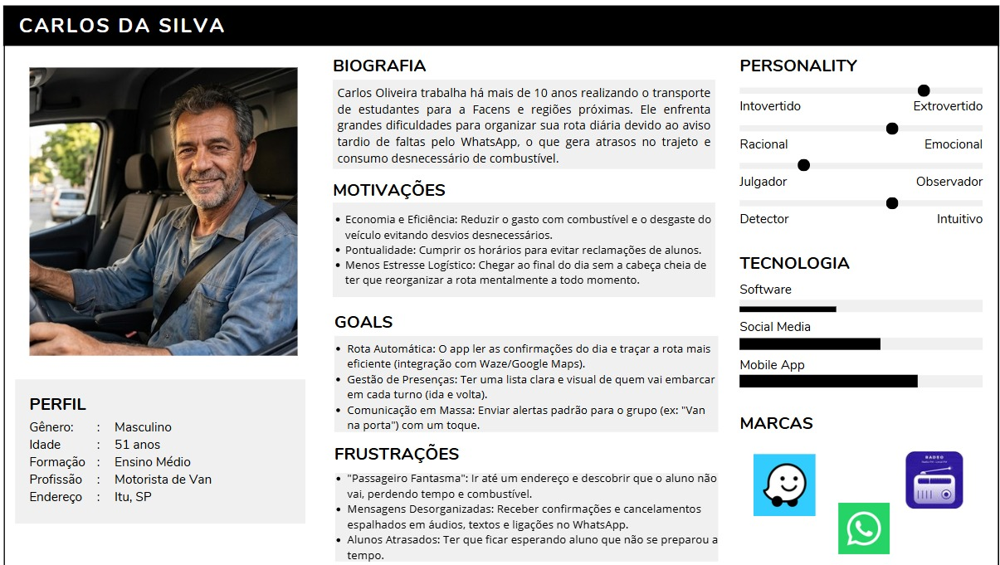 CARLOS DA SILVA
PERFIL
Gênero: : Masculino
Idade : 51 anos
Formação : Ensino Médio
Profissão : Motorista de Van
Endereço : Itu, SP
BIOGRAFIA
Carlos Oliveira trabalha há mais de 10 anos realizando o transporte
de estudantes para a Facens e regiões próximas. Ele enfrenta
grandes dificuldades para organizar sua rota diária devido ao aviso
tardio de faltas pelo WhatsApp, o que gera atrasos no trajeto e
consumo desnecessário de combustível.
MOTIVAÇÕES
• Economia e Eficiência: Reduzir o gasto com combustível e o desgaste do
veículo evitando desvios desnecessários.
• Pontualidade: Cumprir os horários para evitar reclamações de alunos.
• Menos Estresse Logístico: Chegar ao final do dia sem a cabeça cheia de
ter que reorganizar a rota mentalmente a todo momento.
GOALS
• Rota Automática: O app ler as confirmações do dia e traçar a rota mais
eficiente (integração com Waze/Google Maps).
• Gestão de Presenças: Ter uma lista clara e visual de quem vai embarcar
em cada turno (ida e volta).
• Comunicação em Massa: Enviar alertas padrão para o grupo (ex: "Van
na porta") com um toque.
FRUSTRAÇÕES
• "Passageiro Fantasma": Ir até um endereço e descobrir que o aluno não
vai, perdendo tempo e combustível.
• Mensagens Desorganizadas: Receber confirmações e cancelamentos
espalhados em áudios, textos e ligações no WhatsApp.
• Alunos Atrasados: Ter que ficar esperando aluno que não se preparou a
tempo.
PERSONALITY
Intovertido Extrovertido
Racional Emocional
Julgador Observador
Detector Intuitivo
TECNOLOGIA
Software
Social Media
Mobile App
MARCAS